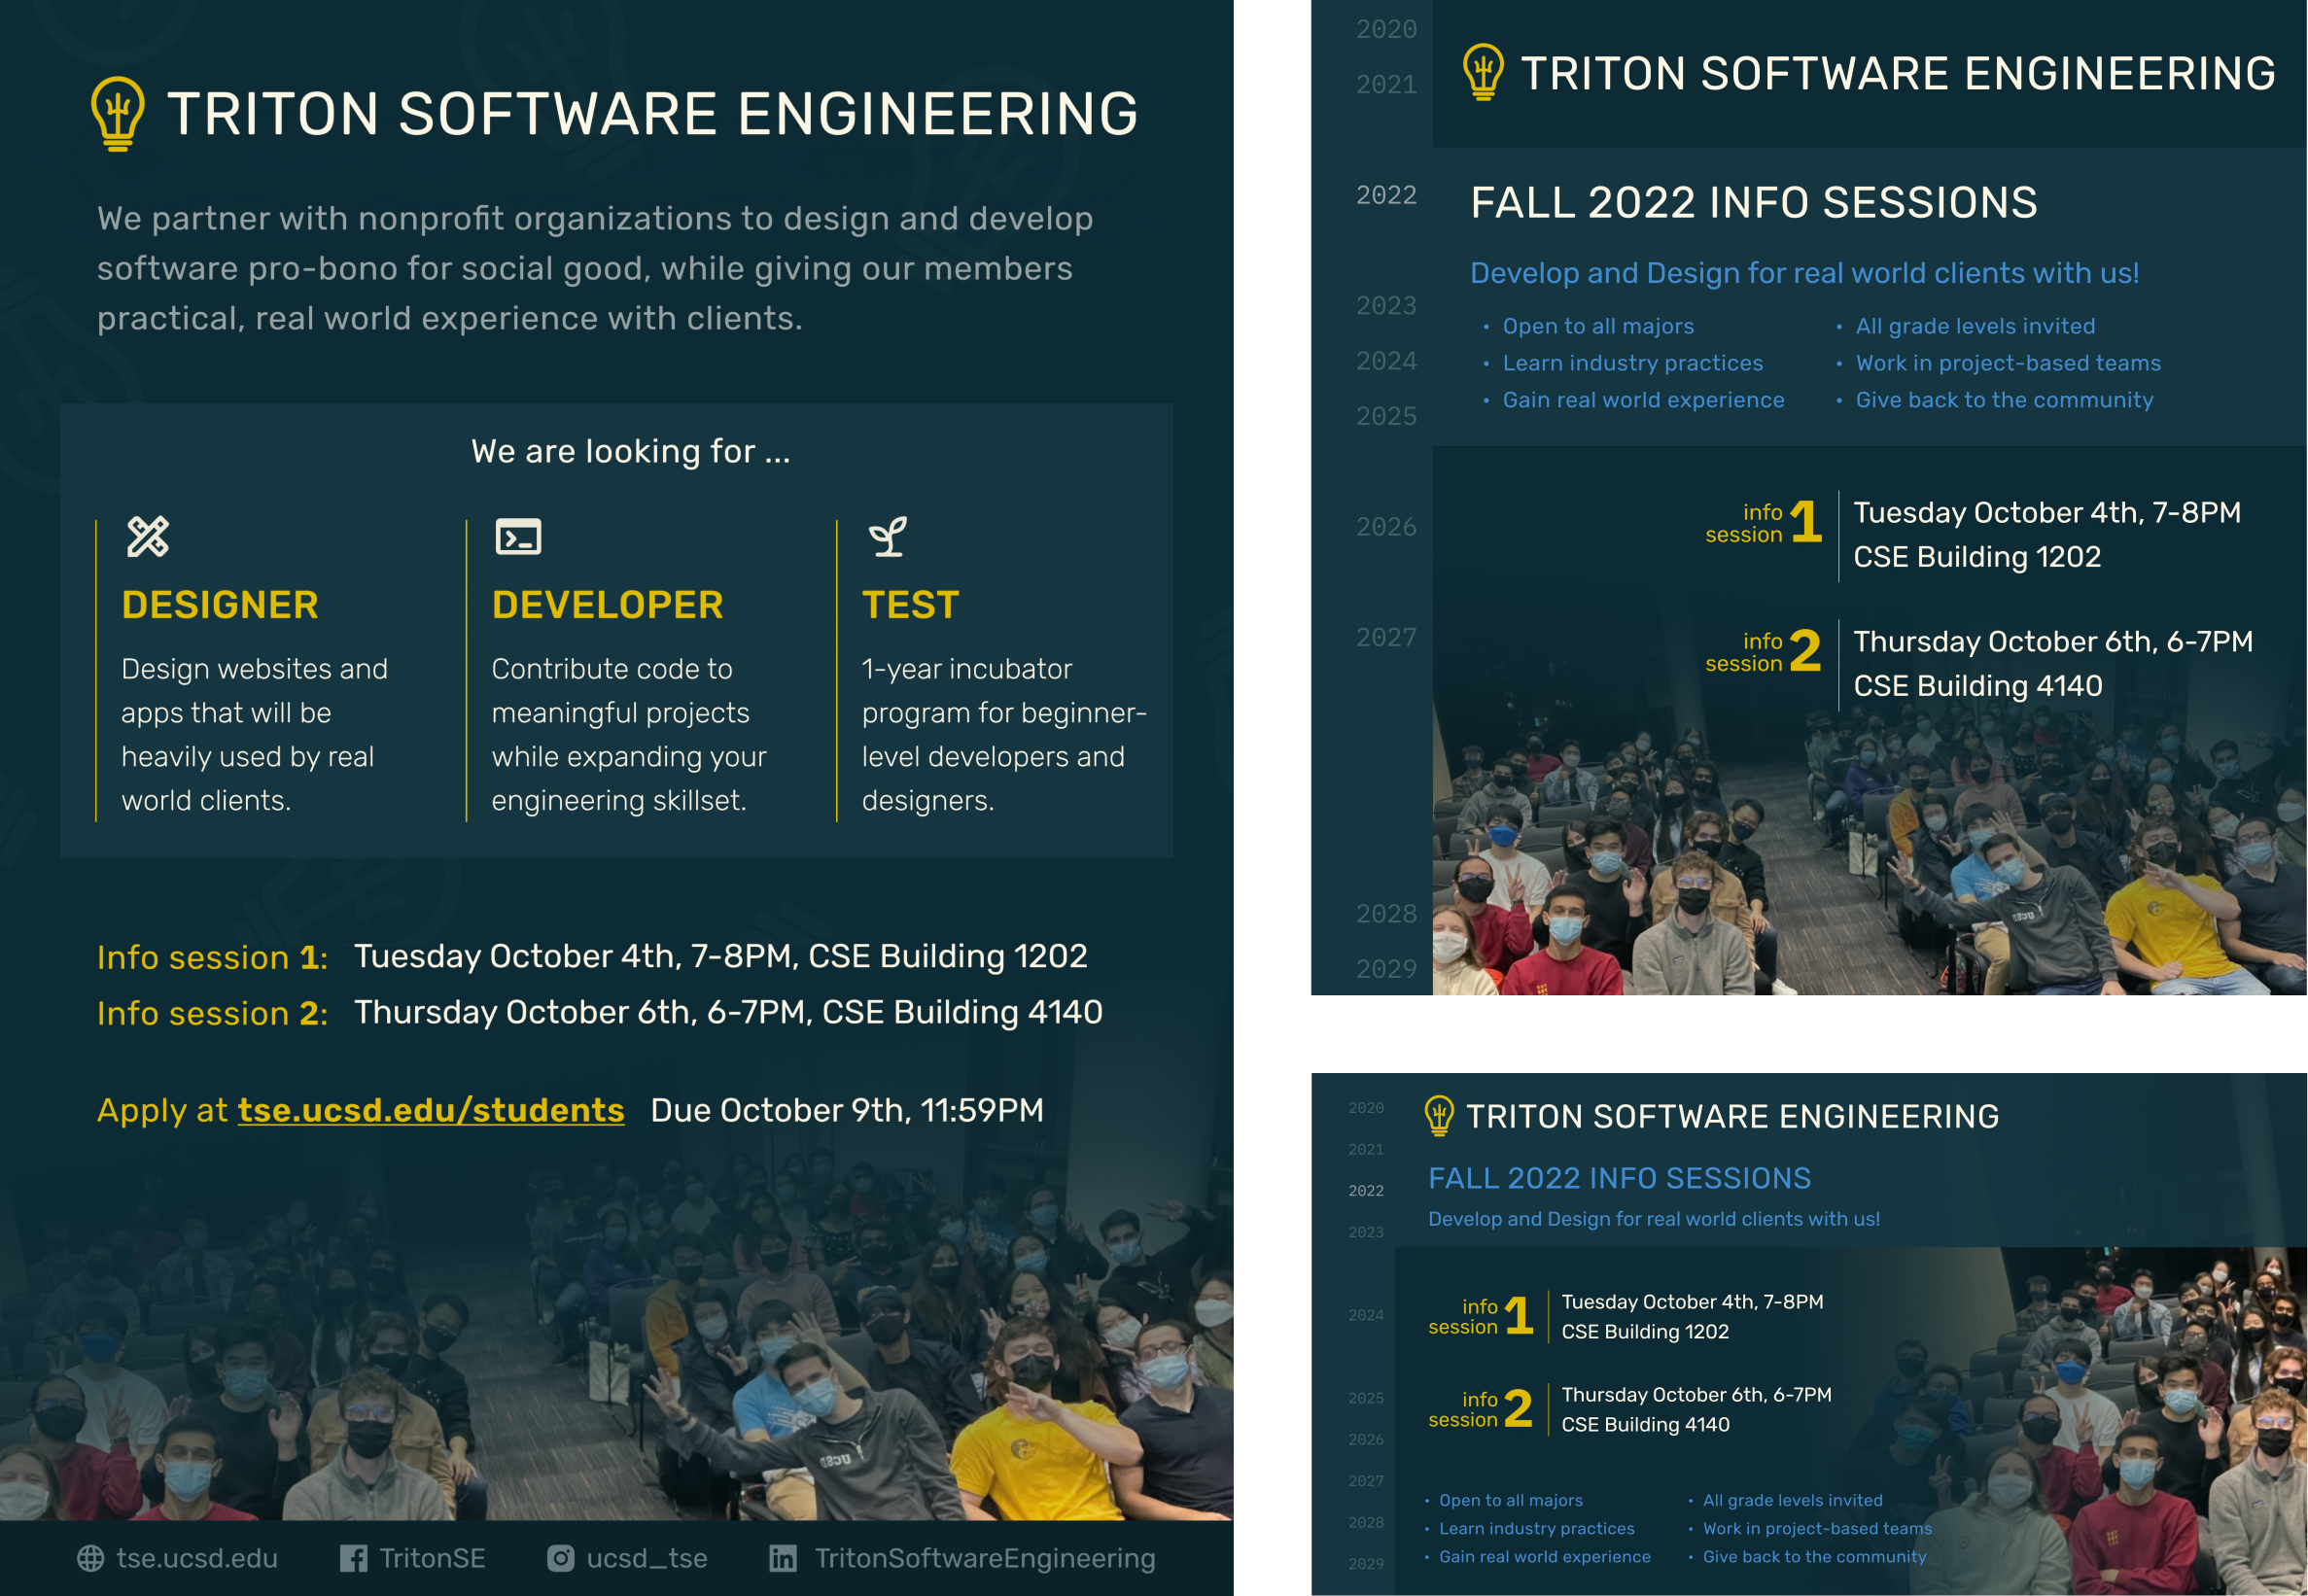 TRITON SOFTWARE ENGINEERING
We partner with nonprofit organizations to design and develop
software pro-bono for social good, while giving our members
practical, real world experience with clients.
We are looking for ...
DESIGNER
Design websites and
apps that will be
heavily used by real
world clients.
DEVELOPER
Contribute code to
meaningful projects
while expanding your
engineering skillset.
TEST
1-year incubator
program for beginner-
level developers and
designers.
Info session 1: Tuesday October 4th, 7-8PM, CSE Building 1202
Info session 2: Thursday October 6th, 6-7PM, CSE Building 4140
Apply at tse.ucsd.edu/students Due October 9th, 11:59PM
tse.ucsd.edu TritonSE ucsd_tse TritonSoftwareEngineering
2020
2021
2022
2023
2024
2025
2026
2027
2028
2029
TRITON SOFTWARE ENGINEERING
FALL 2022 INFO SESSIONS
Develop and Design for real world clients with us!
• Open to all majors
• Learn industry practices
• Gain real world experience
• All grade levels invited
• Work in project-based teams
• Give back to the community
info
session 1
Tuesday October 4th, 7-8PM
CSE Building 1202
info
session 2
Thursday October 6th, 6-7PM
CSE Building 4140
2020
2021
2022
2023
2024
2025
2026
2027
2028
2029
TRITON SOFTWARE ENGINEERING
FALL 2022 INFO SESSIONS
Develop and Design for real world clients with us!
info
session 1
Tuesday October 4th, 7-8PM
CSE Building 1202
info
session 2
Thursday October 6th, 6-7PM
CSE Building 4140
• Open to all majors
• Learn industry practices
• Gain real world experience
• All grade levels invited
• Work in project-based teams
• Give back to the community